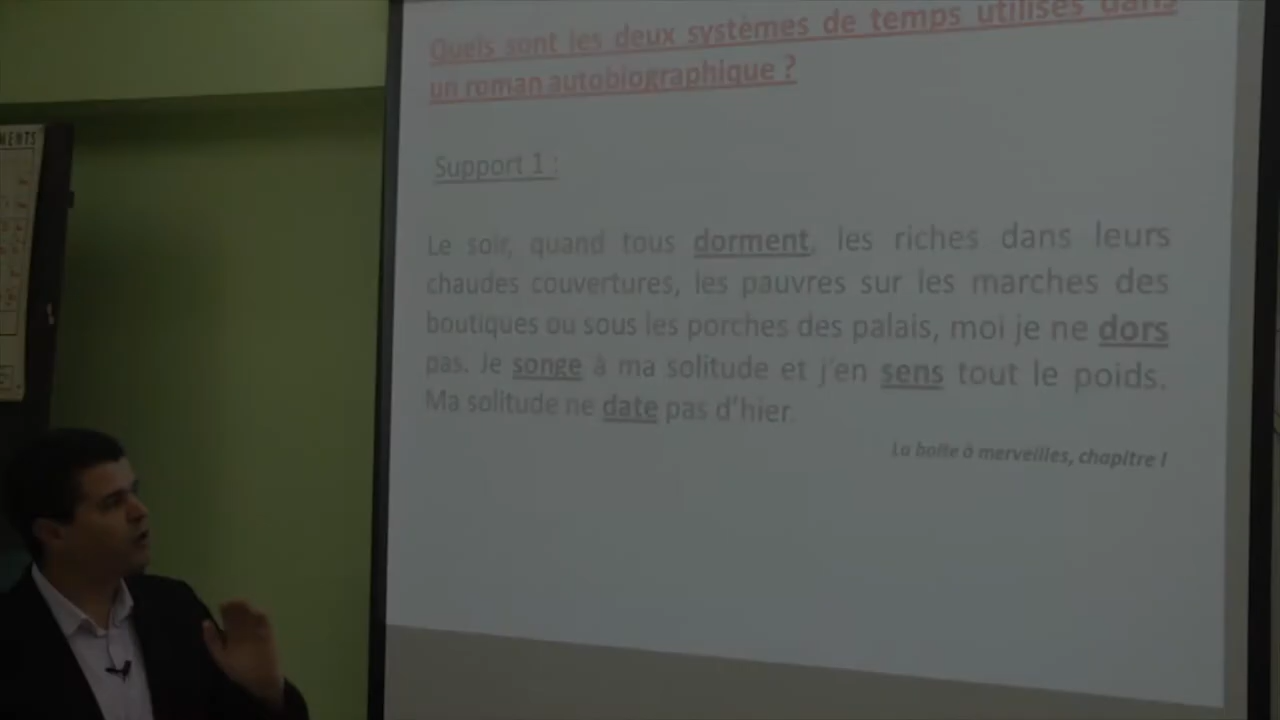 Quels sont les deux systèmes de temps utilisés dans
un roman autobiographique ?
MENTS
Support 1 :
Le soir, quand tous dorment, les riches dans leurs
chaudes couvertures, les pauvres sur les marches des
boutiques ou sous les porches des palais, moi je ne dors
pas. Je songe à ma solitude et j'en sens tout le poids.
Ma solitude ne date pas d'hier.
La boîte à merveilles, chapitre I